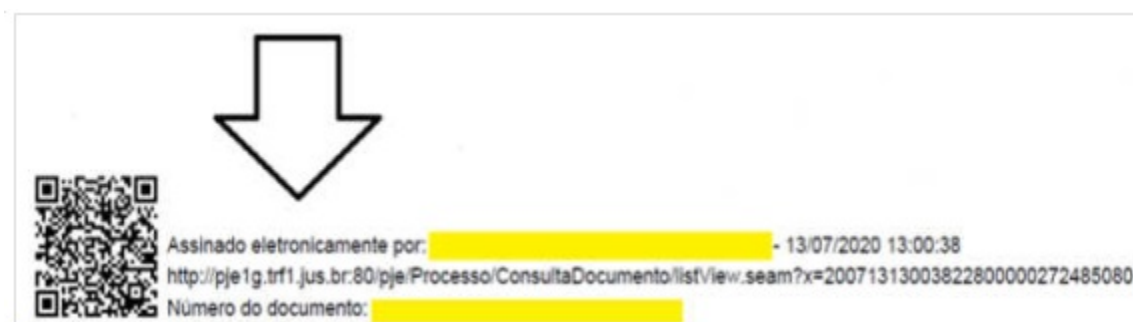 Assinado eletronicamente por: - 13/07/2020 13:00:38
http://pje1g.trf1.jus.br:80/pje/Processo/ConsultaDocumento/listView.seam?x=20071313003822800000272485080
Número do documento: